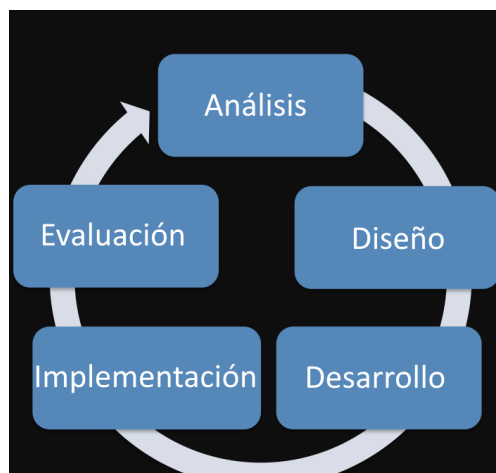 Análisis
Diseño
Desarrollo
Implementación
Evaluación